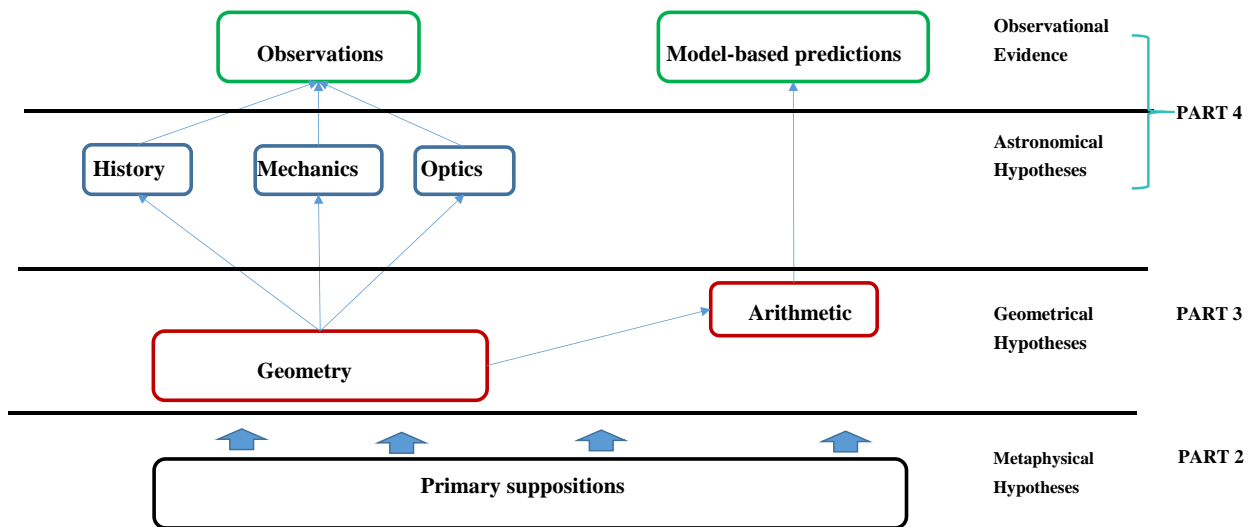 Observations
Model-based predictions
Observational
Evidence
PART 4
History
Mechanics
Optics
Astronomical
Hypotheses
Arithmetic
Geometrical
Hypotheses
PART 3
Geometry
Metaphysical
Hypotheses
PART 2
Primary suppositions